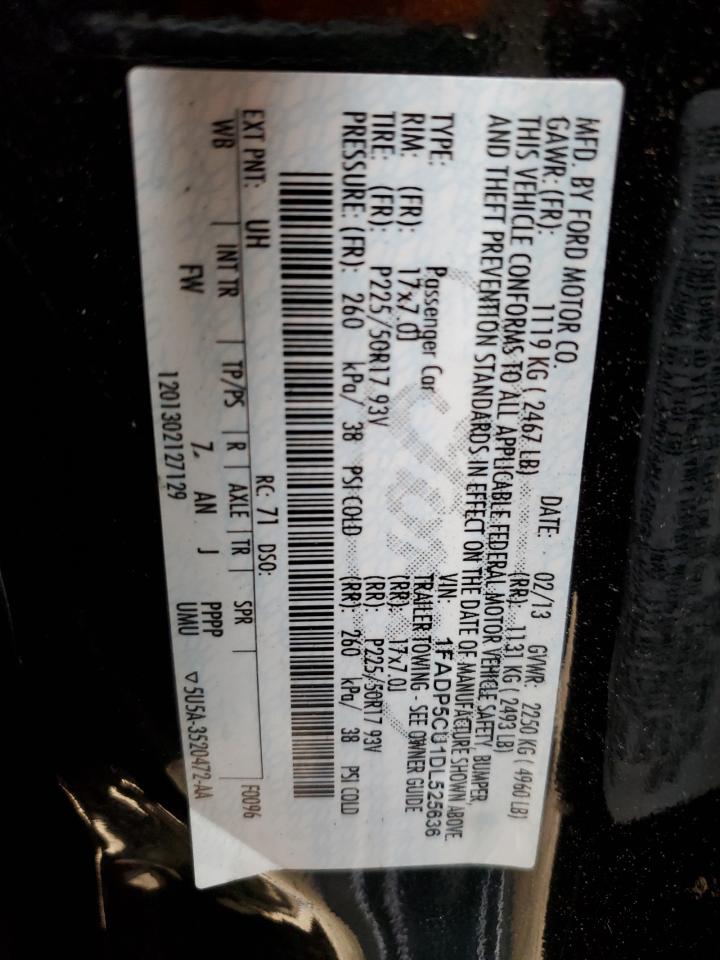 MFD. BY FORD MOTOR CO. DATE: 02/13 GVWR: 2250 KG ( 4960 LB)
GAWR: (FR): 1119 KG ( 2467 LB) (RR): 1131 KG ( 2493 LB)
THIS VEHICLE CONFORMS TO ALL APPLICABLE FEDERAL MOTOR VEHICLE SAFETY, BUMPER,
AND THEFT PREVENTION STANDARDS IN EFFECT ON THE DATE OF MANUFACTURE SHOWN ABOVE.
VIN: 1FADP5CU1DL525636
TYPE: Passenger Car TRAILER TOWING - SEE OWNER GUIDE
RIM: (FR): 17x7.0J (RR): 17x7.0J
TIRE: (FR): P225/50R17 93V (RR): P225/50R17 93V
PRESSURE: (FR): 260 kPa/ 38 PSI COLD (RR): 260 kPa/ 38 PSI COLD
EXT PNT: UH RC: 71 DSO: F0096
WB INT TR TP/PS R AXLE TR SPR
FW 7. AN J PPPP
UMU
1201302127129 ▽5U5A-3520472-AA